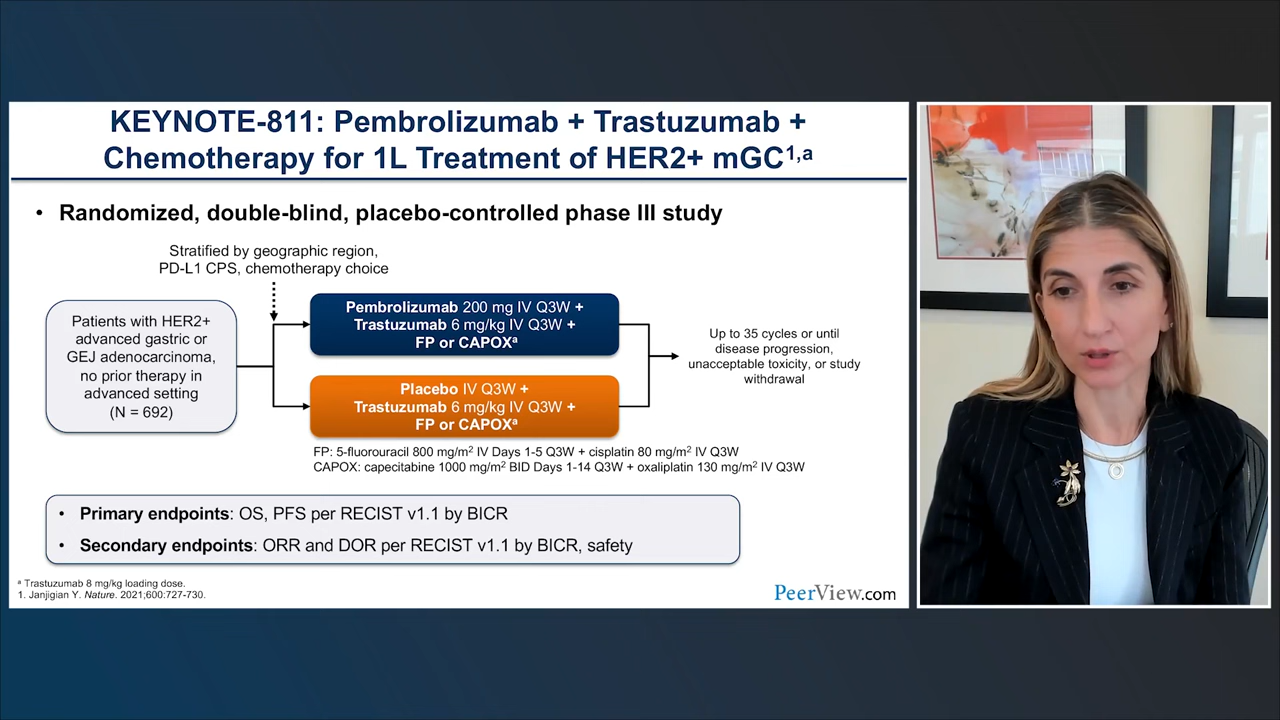 KEYNOTE-811: Pembrolizumab + Trastuzumab +
Chemotherapy for 1L Treatment of HER2+ mGC¹,ᵃ
• Randomized, double-blind, placebo-controlled phase III study
Stratified by geographic region,
PD-L1 CPS, chemotherapy choice
Patients with HER2+
advanced gastric or
GEJ adenocarcinoma,
no prior therapy in
advanced setting
(N = 692)
Pembrolizumab 200 mg IV Q3W +
Trastuzumab 6 mg/kg IV Q3W +
FP or CAPOXᵃ
Placebo IV Q3W +
Trastuzumab 6 mg/kg IV Q3W +
FP or CAPOXᵃ
Up to 35 cycles or until
disease progression,
unacceptable toxicity, or study
withdrawal
FP: 5-fluorouracil 800 mg/m² IV Days 1-5 Q3W + cisplatin 80 mg/m² IV Q3W
CAPOX: capecitabine 1000 mg/m² BID Days 1-14 Q3W + oxaliplatin 130 mg/m² IV Q3W
• Primary endpoints: OS, PFS per RECIST v1.1 by BICR
• Secondary endpoints: ORR and DOR per RECIST v1.1 by BICR, safety
ᵃ Trastuzumab 8 mg/kg loading dose.
1. Janjigian Y. Nature. 2021;600:727-730.
PeerView.com